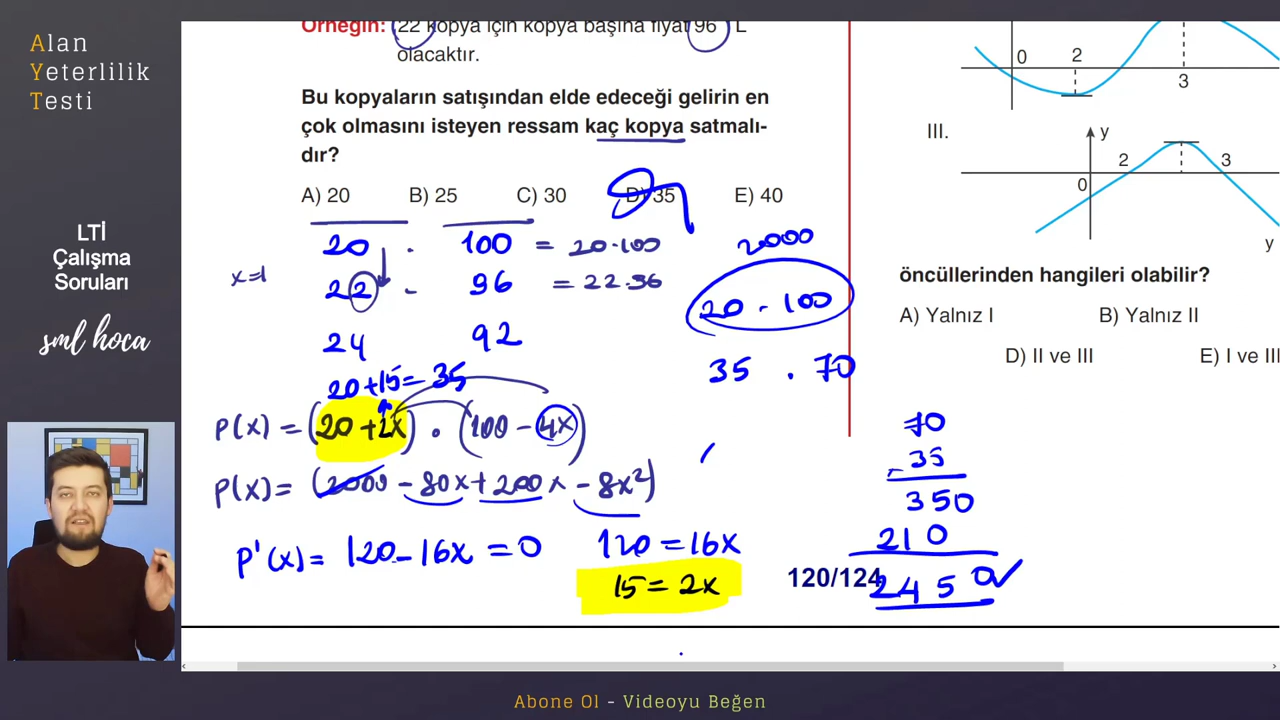 Alan
Yeterlilik
Testi
LTİ
Çalışma
Soruları
sml hoca
Örneğin: 22 kopya için kopya başına fiyat 96 L
olacaktır.
Bu kopyaların satışından elde edeceği gelirin en
çok olmasını isteyen ressam kaç kopya satmalı-
dır?
A) 20 B) 25 C) 30 D) 35 E) 40
20 . 100 = 20.100
x=1 22 - 96 = 22.96
24 92
20+15=35
P(x) = (20+2x) . (100-4x)
P(x) = (2000 - 80x + 200x - 8x²)
P'(x) = 120-16x = 0
120 = 16x
15 = 2x
2000
20 . 100
35 . 70
70
- 35
350
210
2450
120/124
0 2 3
III.
y
0 2 3
y
öncüllerinden hangileri olabilir?
A) Yalnız I B) Yalnız II
D) II ve III E) I ve III
Abone Ol - Videoyu Beğen